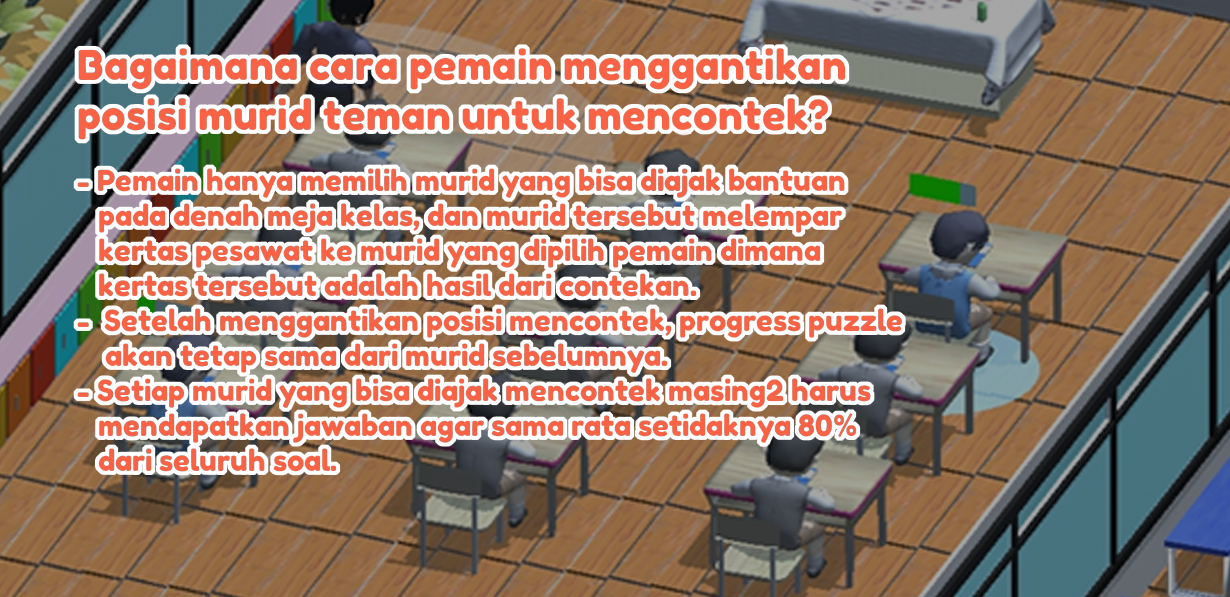 Bagaimana cara pemain menggantikan
posisi murid teman untuk mencontek?
- Pemain hanya memilih murid yang bisa diajak bantuan
pada denah meja kelas, dan murid tersebut melempar
kertas pesawat ke murid yang dipilih pemain dimana
kertas tersebut adalah hasil dari contekan.
- Setelah menggantikan posisi mencontek, progress puzzle
akan tetap sama dari murid sebelumnya.
- Setiap murid yang bisa diajak mencontek masing2 harus
mendapatkan jawaban agar sama rata setidaknya 80%
dari seluruh soal.